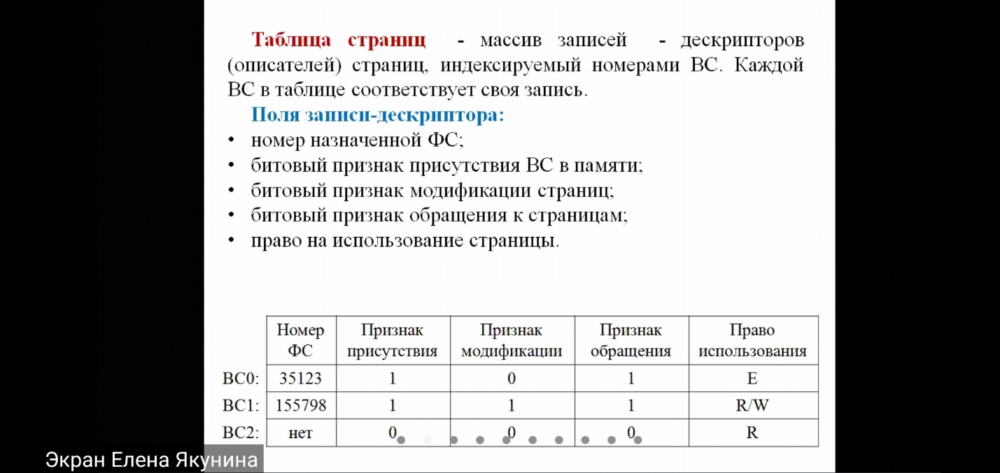 Таблица страниц - массив записей - дескрипторов
(описателей) страниц, индексируемый номерами ВС. Каждой
ВС в таблице соответствует своя запись.
Поля записи-дескриптора:
• номер назначенной ФС;
• битовый признак присутствия ВС в памяти;
• битовый признак модификации страниц;
• битовый признак обращения к страницам;
• право на использование страницы.
Номер ФС Признак присутствия Признак модификации Признак обращения Право использования
ВС0: 35123 1 0 1 E
ВС1: 155798 1 1 1 R/W
ВС2: нет 0 0 0 R
Экран Елена Якунина